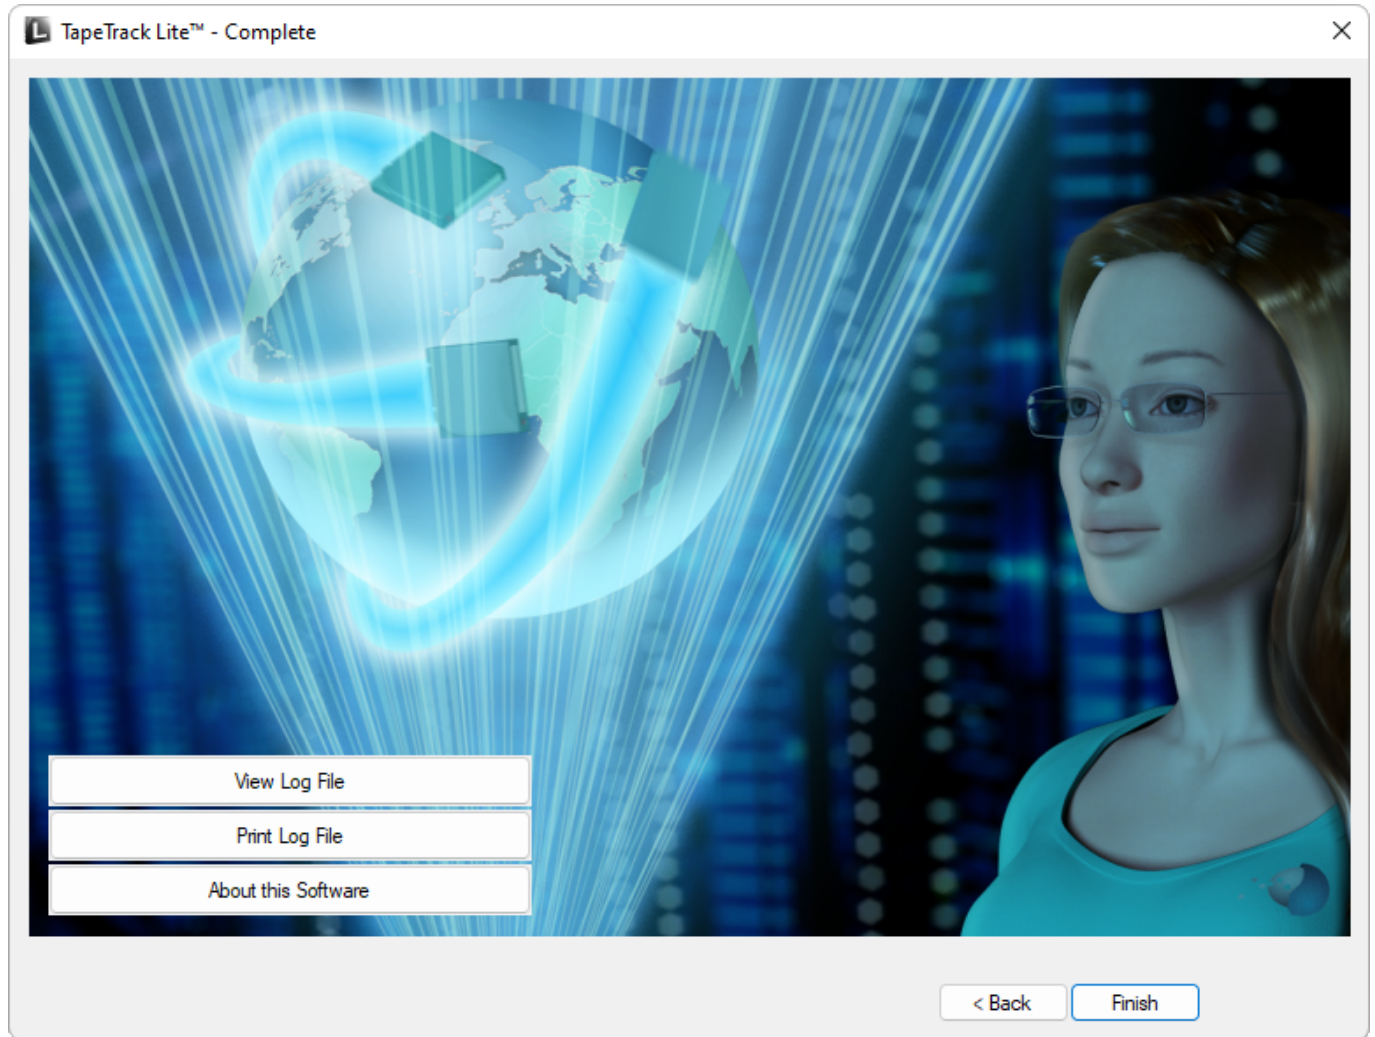 TapeTrack Lite™ - Complete
View Log File
Print Log File
About this Software
< Back
Finish